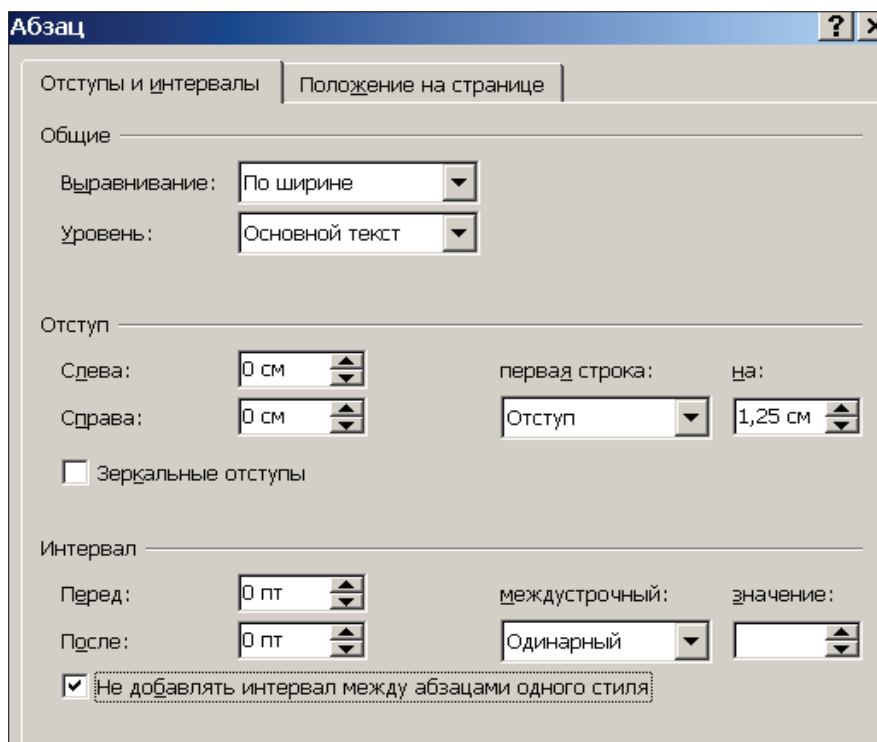 Абзац
Отступы и интервалы Положение на странице
Общие
Выравнивание: По ширине
Уровень: Основной текст
Отступ
Слева: 0 см первая строка: на:
Справа: 0 см Отступ 1,25 см
Зеркальные отступы
Интервал
Перед: 0 пт междустрочный: значение:
После: 0 пт Одинарный
Не добавлять интервал между абзацами одного стиля